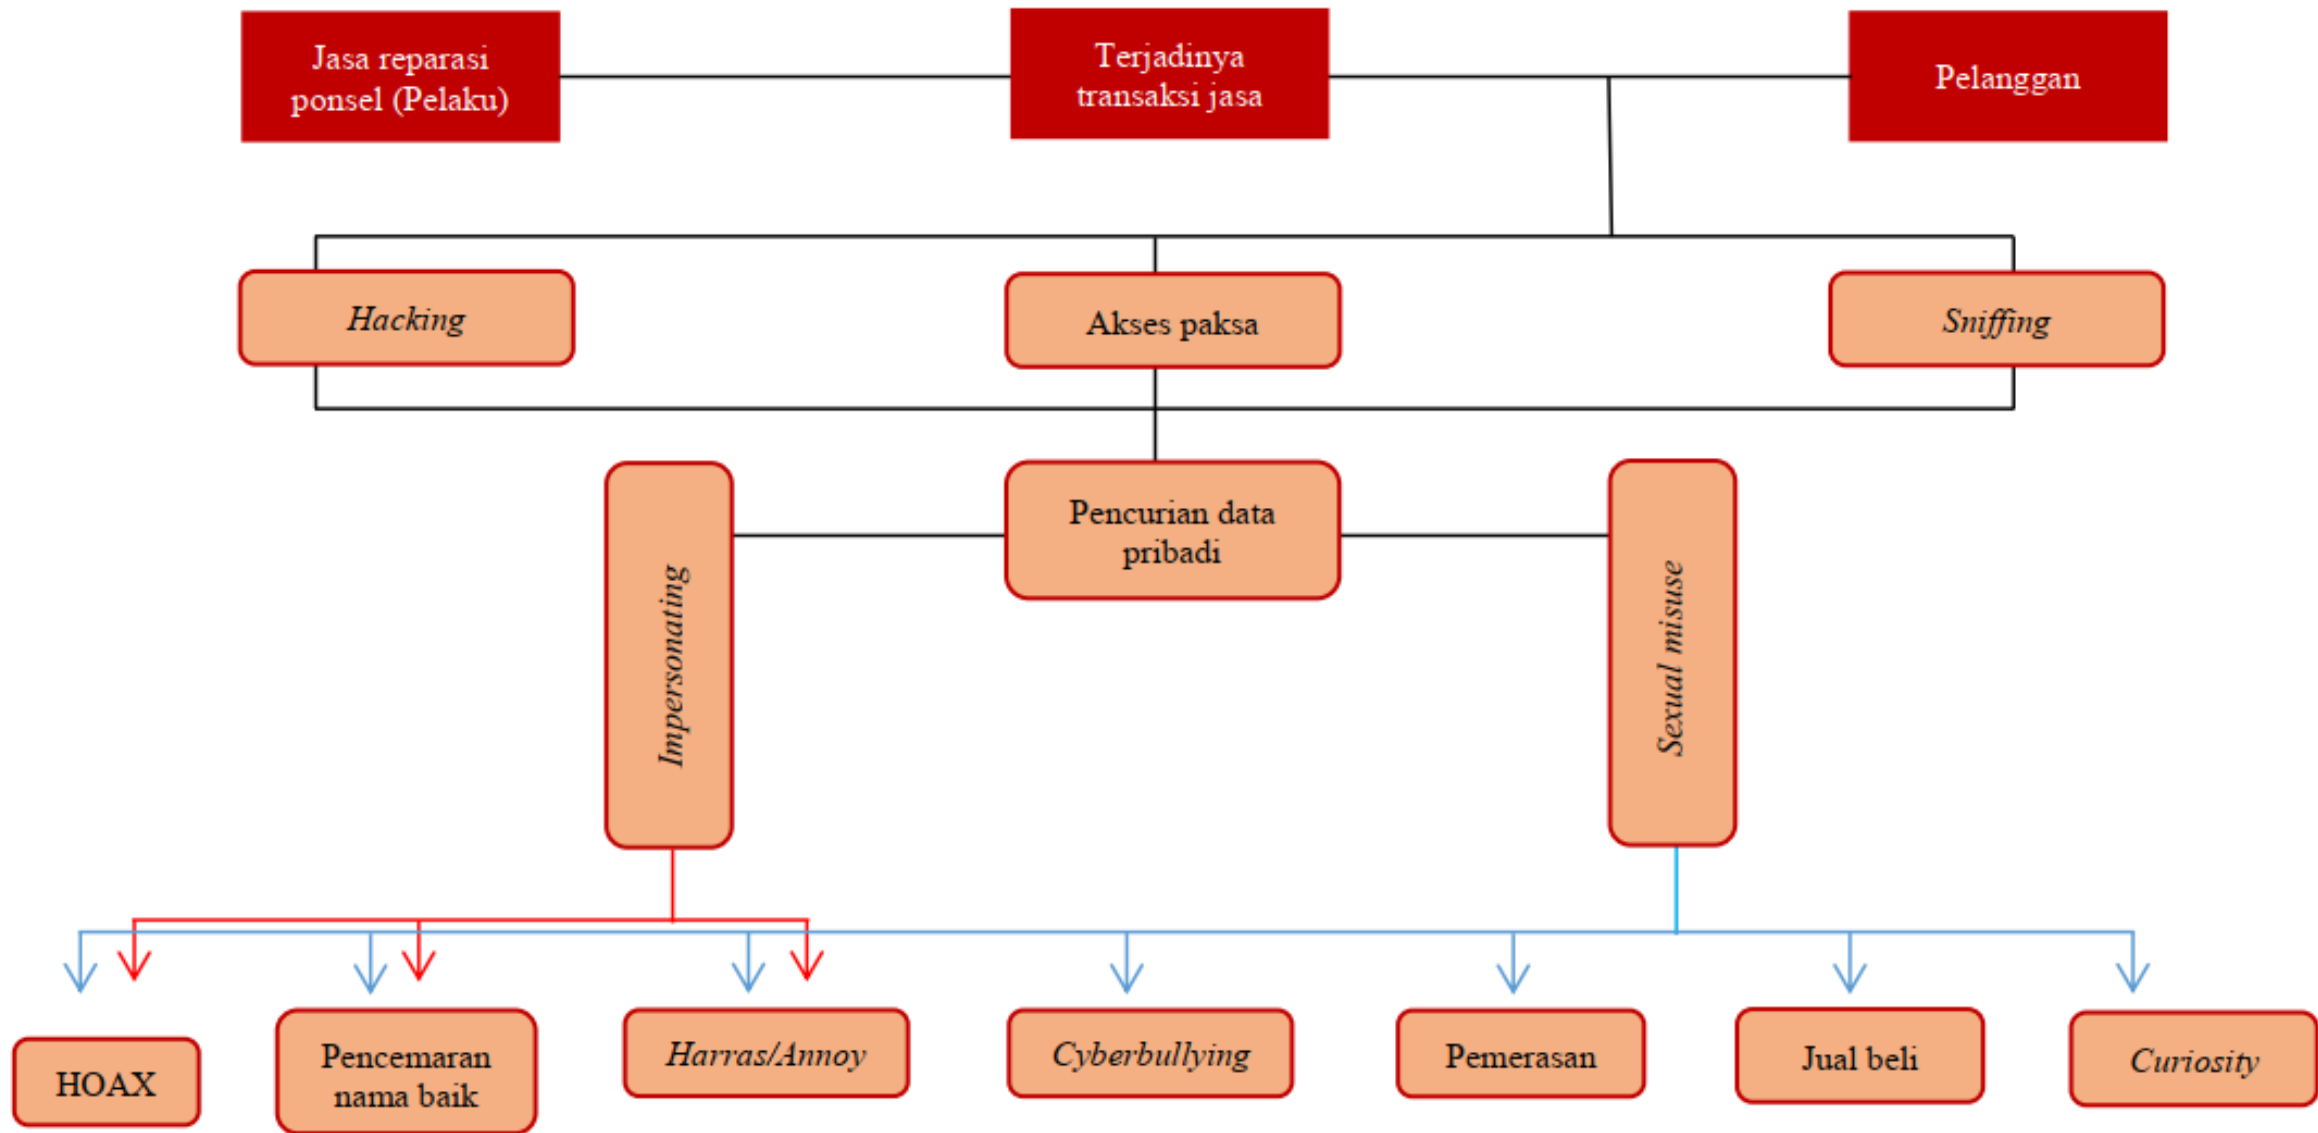 Jasa reparasi
ponsel (Pelaku)
Terjadinya
transaksi jasa
Pelanggan
Hacking
Akses paksa
Sniffing
Impersonating
Pencurian data
pribadi
Sexual misuse
HOAX
Pencemaran
nama baik
Harras/Annoy
Cyberbullying
Pemerasan
Jual beli
Curiosity